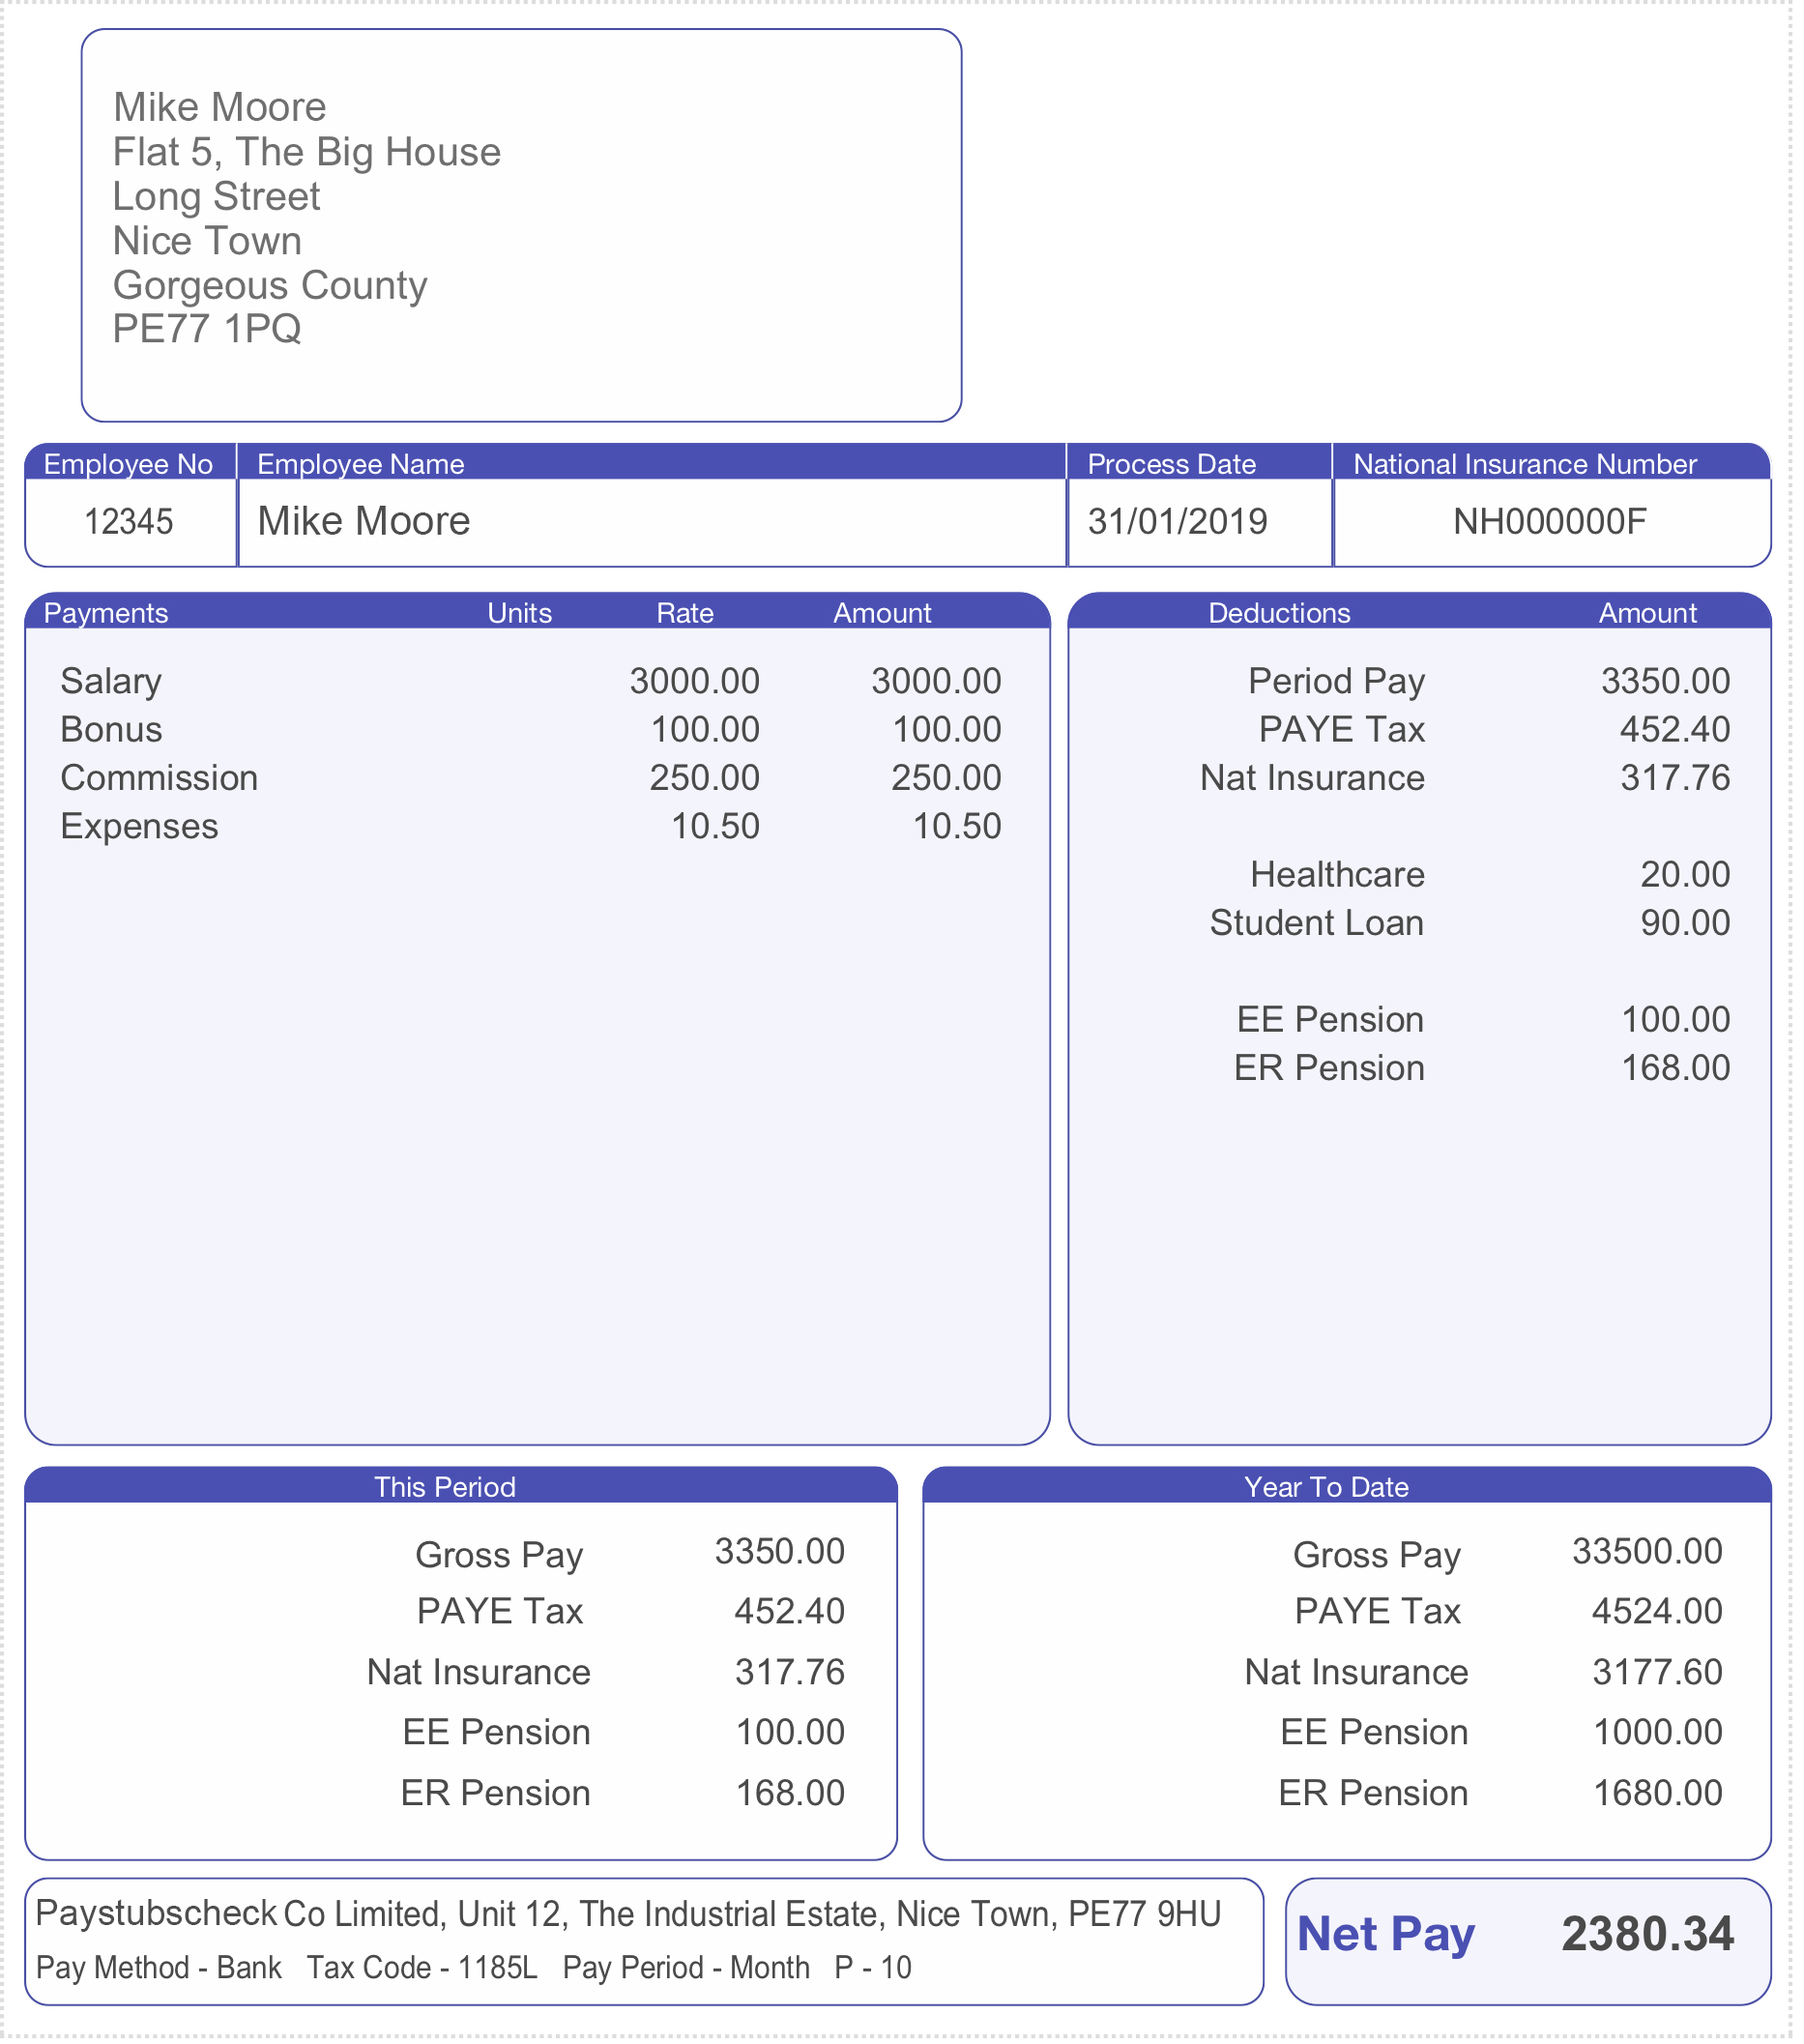 Mike Moore
Flat 5, The Big House
Long Street
Nice Town
Gorgeous County
PE77 1PQ
Employee No Employee Name Process Date National Insurance Number
12345 Mike Moore 31/01/2019 NH000000F
Payments Units Rate Amount
Salary 3000.00 3000.00
Bonus 100.00 100.00
Commission 250.00 250.00
Expenses 10.50 10.50
Deductions Amount
Period Pay 3350.00
PAYE Tax 452.40
Nat Insurance 317.76
Healthcare 20.00
Student Loan 90.00
EE Pension 100.00
ER Pension 168.00
This Period
Gross Pay 3350.00
PAYE Tax 452.40
Nat Insurance 317.76
EE Pension 100.00
ER Pension 168.00
Year To Date
Gross Pay 33500.00
PAYE Tax 4524.00
Nat Insurance 3177.60
EE Pension 1000.00
ER Pension 1680.00
Paystubscheck Co Limited, Unit 12, The Industrial Estate, Nice Town, PE77 9HU
Pay Method - Bank Tax Code - 1185L Pay Period - Month P - 10
Net Pay 2380.34